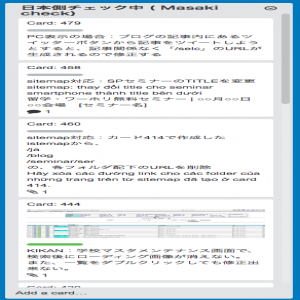 日本側チェック中（Masaki
check)
Card: 479
PC表示の場合：ブログの記事内にあるツ
イッターボタンから記事をツイートしよう
とすると、記事関係なく「/selo」のURLが
生成されるので修正する
Card: 458
sitemap対応：SPセミナーのTITLEを変更
sitemap: thay đổi title cho seminar
smartphone thành title bên dưới
留学・ワーホリ無料セミナー | ○○月○○日
○○会場 [セミナー名]
1
Card: 460
sitemap対応：カード414で作成した
sitemapから、
/ja
/blog
/seminar/ser
の、各フォルダ配下のURLを削除
Hãy xóa các đường link cho các folder của
những trang trên từ sitemap đã tạo ở card
414.
1
Card: 444
KIKAN：学校マスタメンテナンス画面で、
検索後にローディング画像が消えない。
また、一覧をダブルクリックしても修正出
来ない。
1
Add a card...